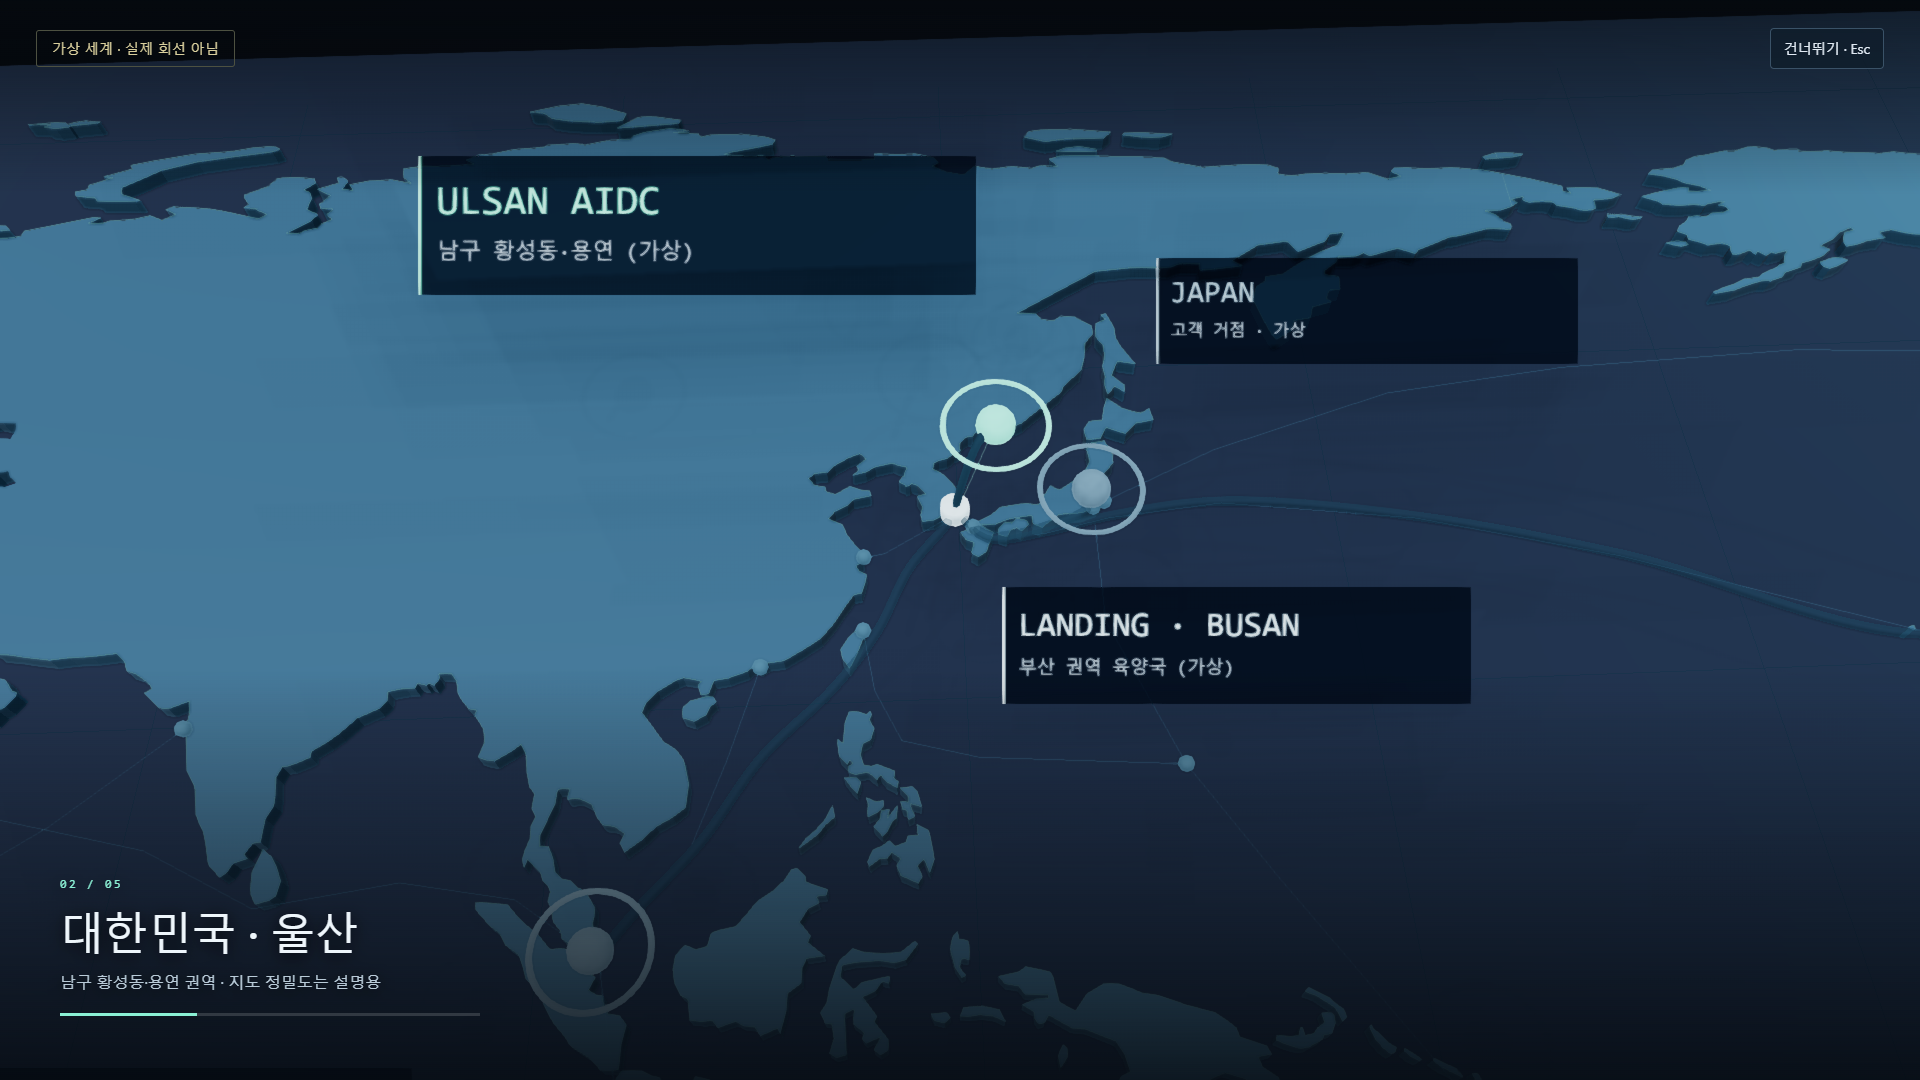 가상 세계 · 실제 회선 아님
건너뛰기 · Esc
ULSAN AIDC
남구 황성동·용연 (가상)
JAPAN
고객 거점 · 가상
LANDING · BUSAN
부산 권역 육양국 (가상)
02 / 05
대한민국 · 울산
남구 황성동·용연 권역 · 지도 정밀도는 설명용